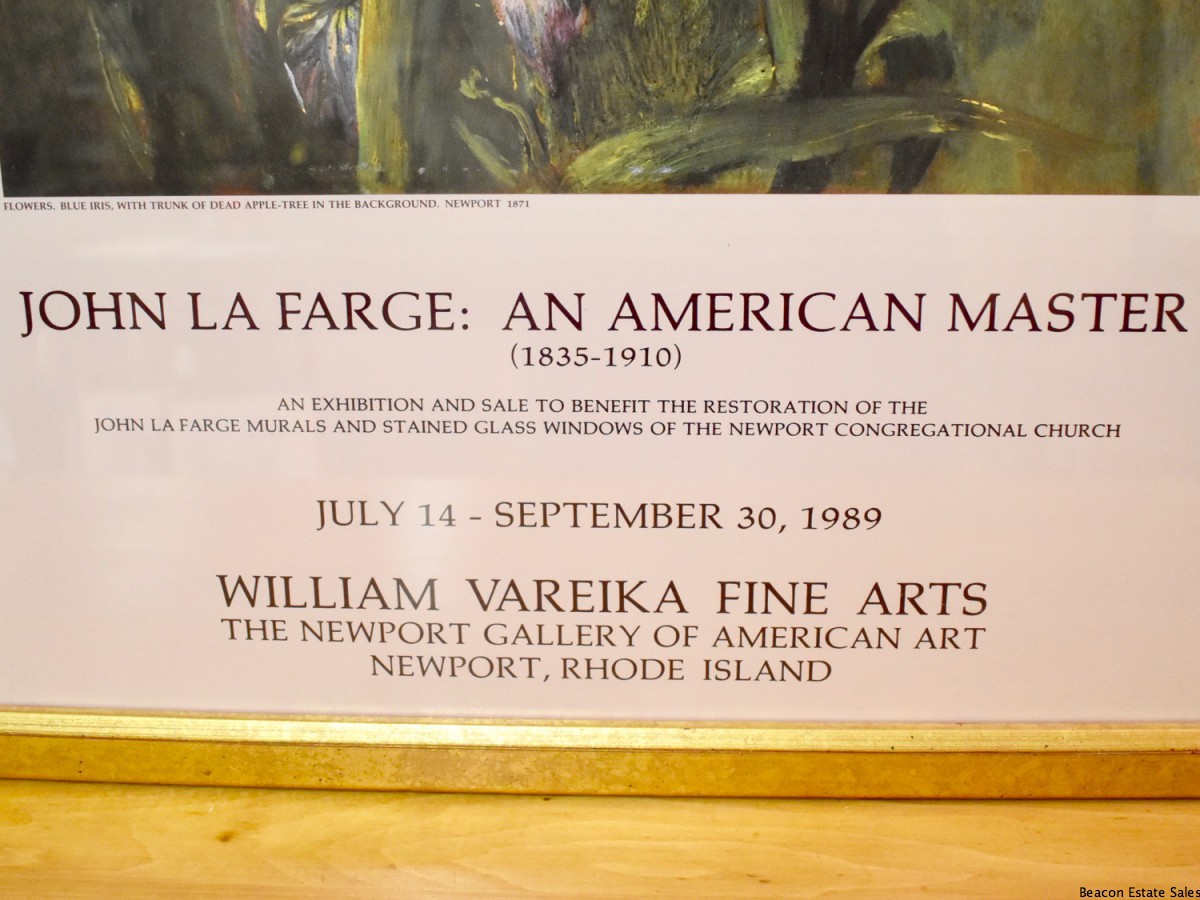 FLOWERS. BLUE IRIS, WITH TRUNK OF DEAD APPLE-TREE IN THE BACKGROUND. NEWPORT 1871
JOHN LA FARGE: AN AMERICAN MASTER
(1835-1910)
AN EXHIBITION AND SALE TO BENEFIT THE RESTORATION OF THE
JOHN LA FARGE MURALS AND STAINED GLASS WINDOWS OF THE NEWPORT CONGREGATIONAL CHURCH
JULY 14 - SEPTEMBER 30, 1989
WILLIAM VAREIKA FINE ARTS
THE NEWPORT GALLERY OF AMERICAN ART
NEWPORT, RHODE ISLAND
Beacon Estate Sales